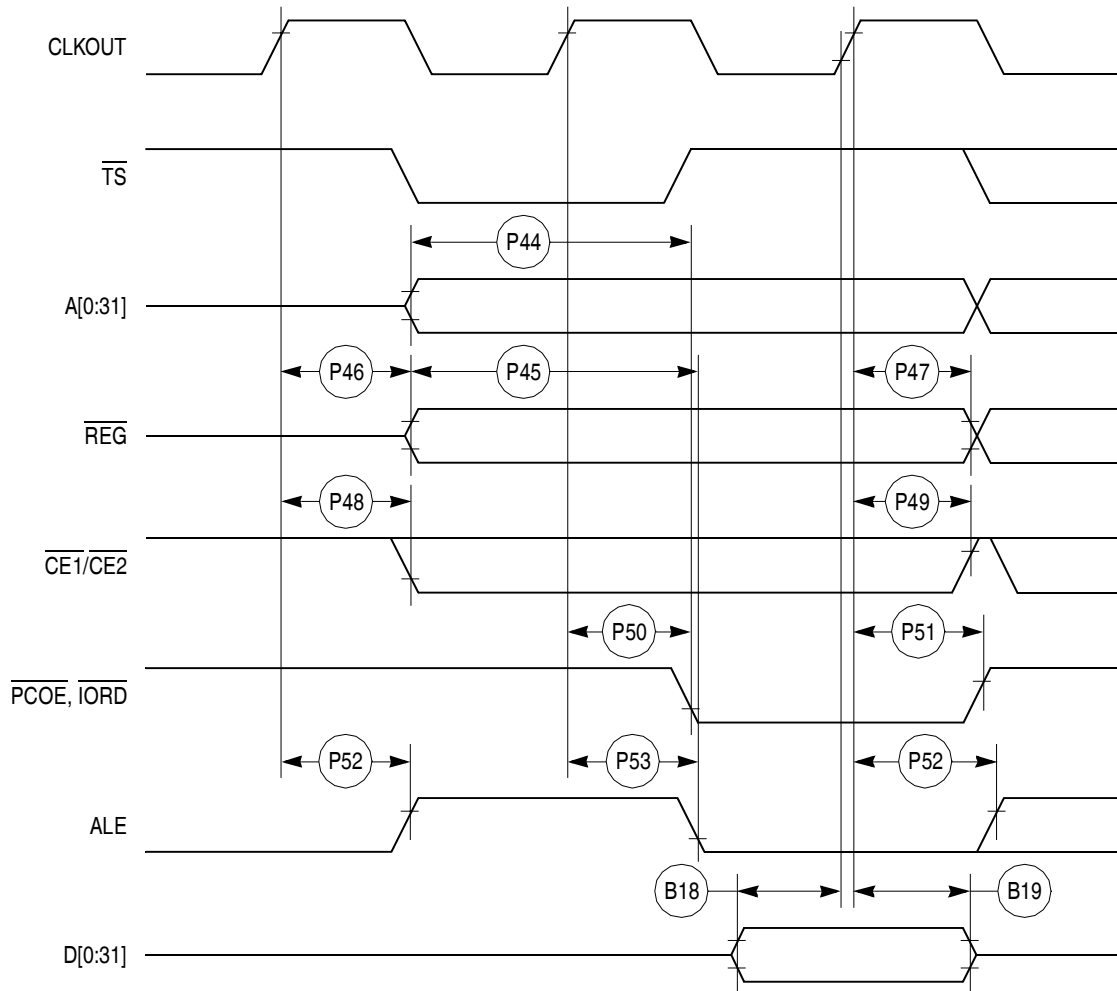 CLKOUT
TS
P44
A[0:31]
P46 P45 P47
REG
P48 P49
CE1/CE2
P50 P51
PCOE, IORD
P52 P53 P52
ALE
B18 B19
D[0:31]